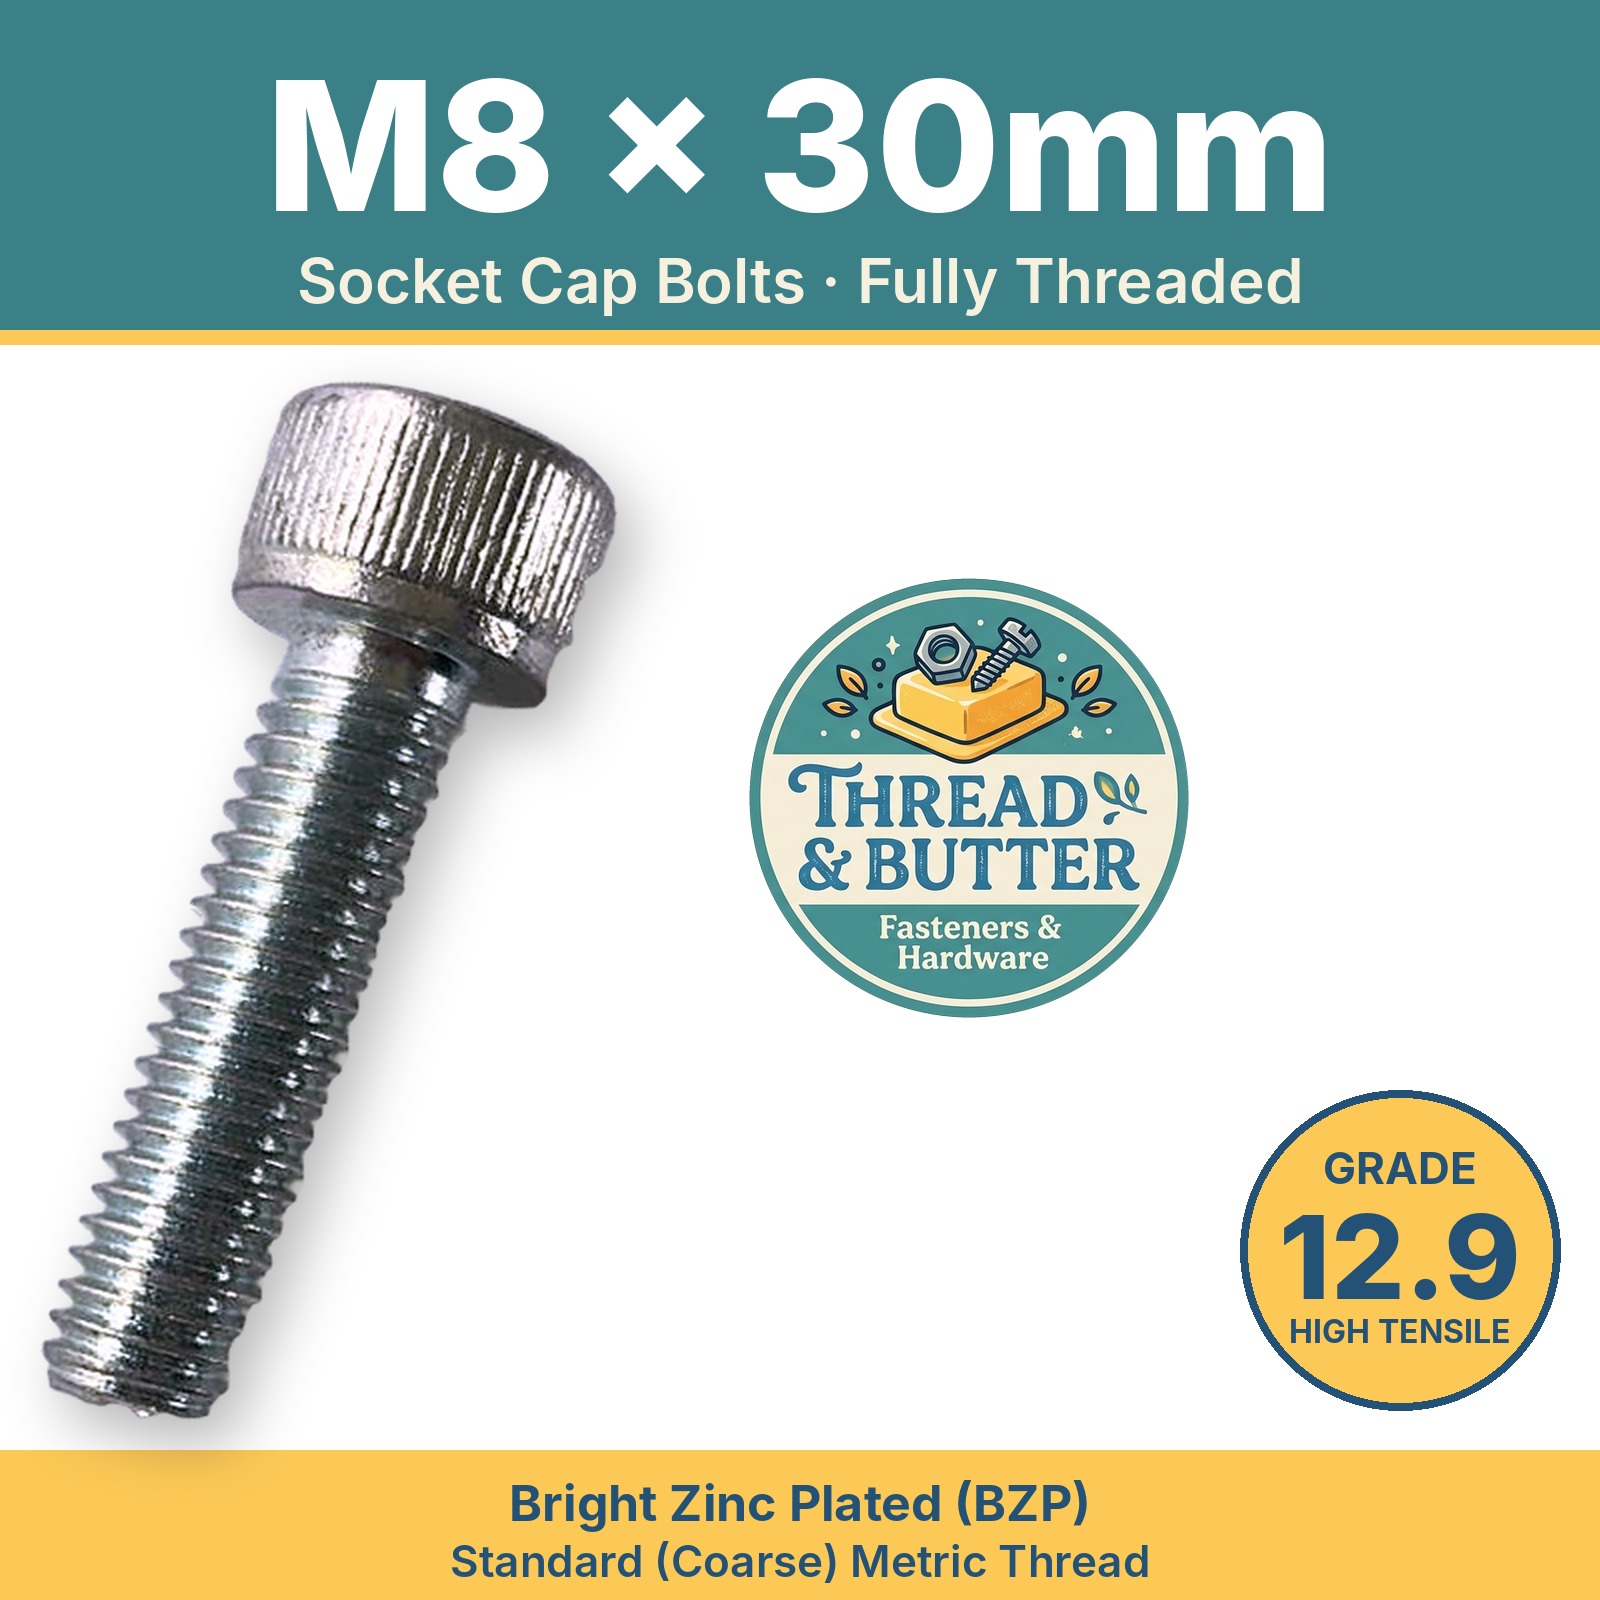 M8 × 30mm
Socket Cap Bolts · Fully Threaded
THREAD
& BUTTER
Fasteners &
Hardware
GRADE
12.9
HIGH TENSILE
Bright Zinc Plated (BZP)
Standard (Coarse) Metric Thread